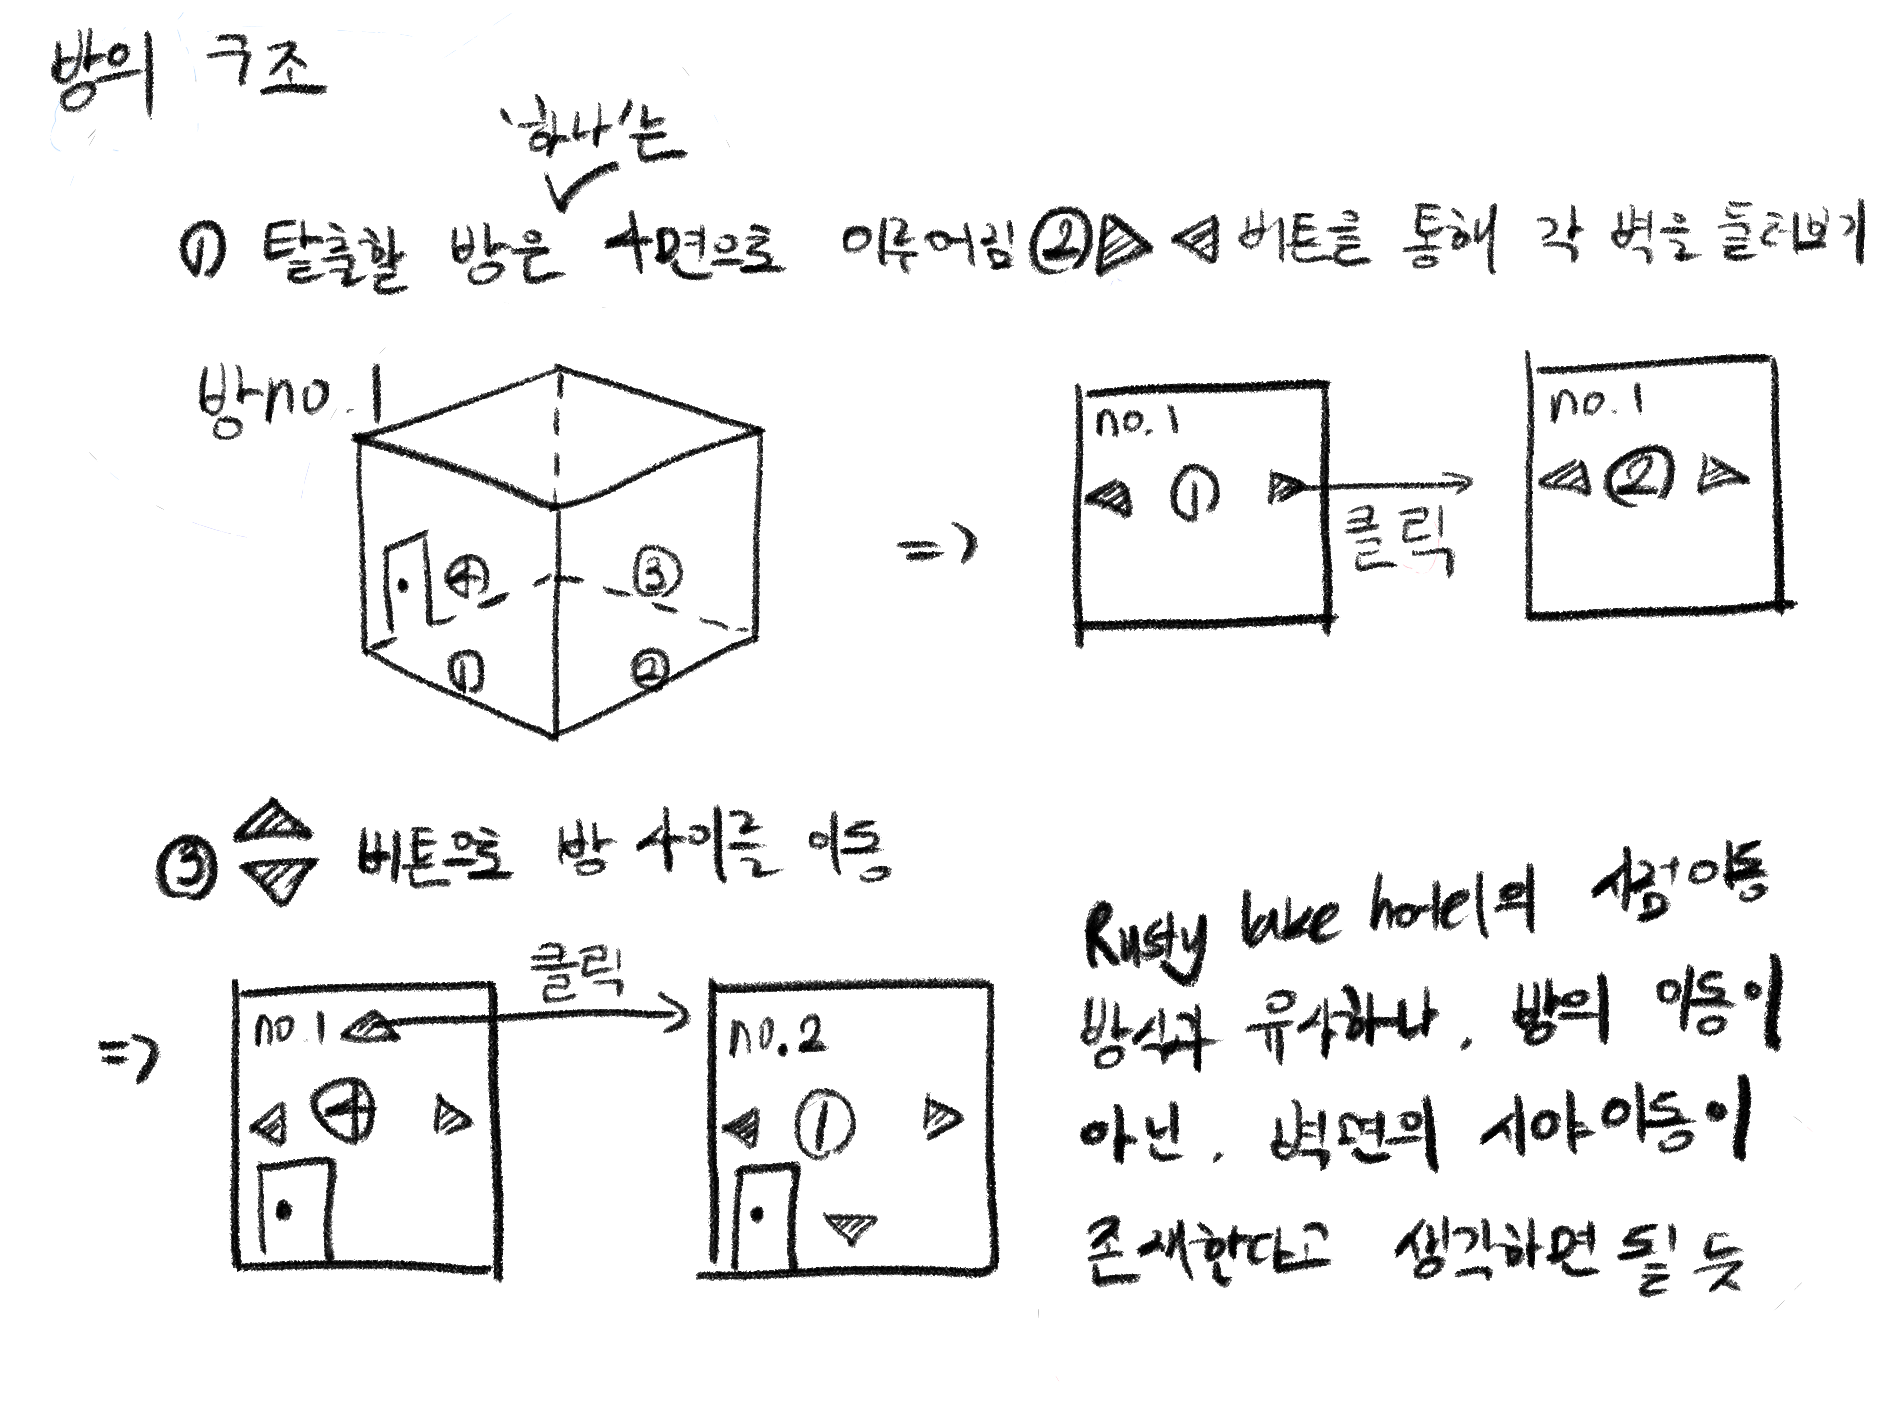 방의 구조
'하나'는
① 탈출할 방은 4면으로 이루어짐 ② ▶ ◀ 버튼을 통해 각 벽을 둘러보기
방no.1
④ ③
① ②
=>
no.1
◀ ① ▶
클릭
no.1
◀ ② ▶
③ ▲▼ 버튼으로 방 사이를 이동
=>
no.1 ▲
◀ ④ ▶
클릭
no.2
◀ ① ▶
▼
Rusty lake hotel의 시점이동
방식과 유사하나, 방의 이동이
아닌, 벽면의 시야 이동이
존재한다고 생각하면 될 듯